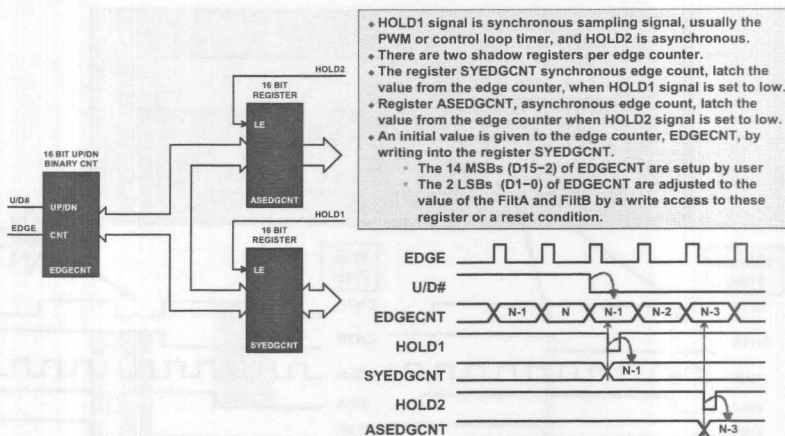 HOLD1 signal is synchronous sampling signal, usually the
PWM or control loop timer, and HOLD2 is asynchronous.
There are two shadow registers per edge counter.
The register SYEDGCNT synchronous edge count, latch the
value from the edge counter, when HOLD1 signal is set to low.
Register ASEDGCNT, asynchronous edge count, latch the
value from the edge counter when HOLD2 signal is set to low.
An initial value is given to the edge counter, EDGECNT, by
writing into the register SYEDGCNT.
The 14 MSBs (D15-2) of EDGECNT are setup by user
The 2 LSBs (D1-0) of EDGECNT are adjusted to the
value of the FiltA and FiltB by a write access to these
register or a reset condition.
HOLD2
16 BIT
REGISTER
LE
ASEDGCNT
16 BIT UP/DN
BINARY CNT
U/D#
UP/DN
EDGE
CNT
EDGECNT
HOLD1
16 BIT
REGISTER
LE
SYEDGCNT
EDGE
U/D#
EDGECNT
N-1
N
N-1
N-2
N-3
HOLD1
SYEDGCNT
N-1
HOLD2
ASEDGCNT
N-3